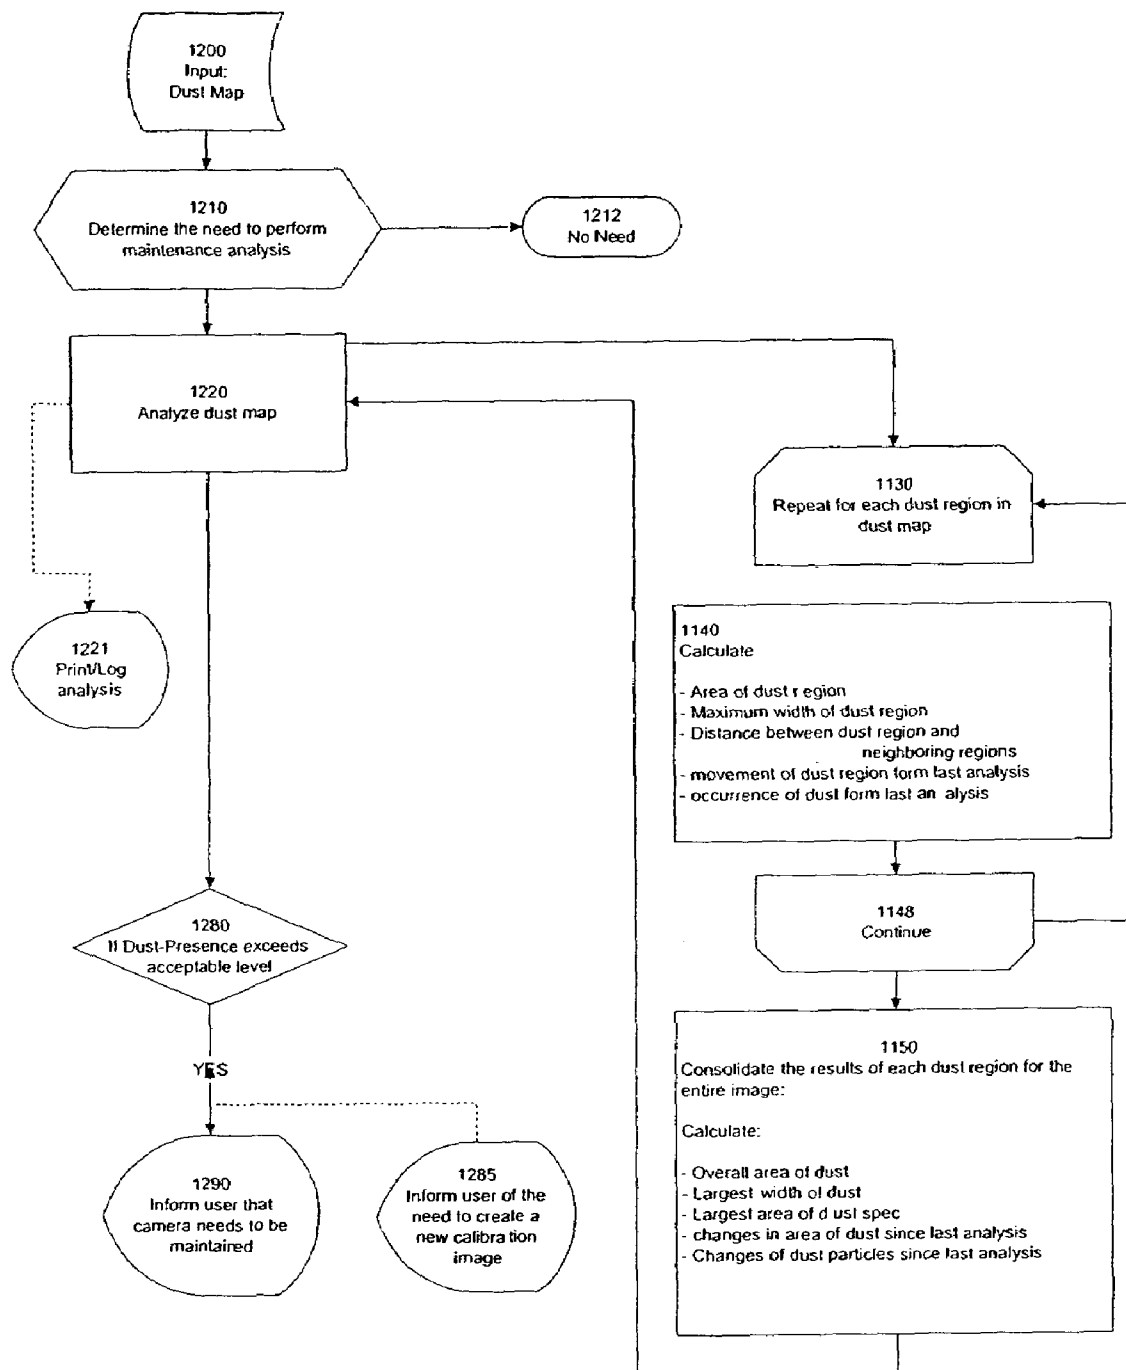 1200
Input:
Dust Map
1210
Determine the need to perform
maintenance analysis
1212
No Need
1220
Analyze dust map
1130
Repeat for each dust region in
dust map
1221
Print/Log
analysis
1140
Calculate
- Area of dust region
- Maximum width of dust region
- Distance between dust region and
neighboring regions
- movement of dust region form last analysis
- occurrence of dust form last an alysis
1280
If Dust-Presence exceeds
acceptable level
1148
Continue
YES
1150
Consolidate the results of each dust region for the
entire image:
Calculate:
- Overall area of dust
- Largest width of dust
- Largest area of dust spec
- changes in area of dust since last analysis
- Changes of dust particles since last analysis
1290
Inform user that
camera needs to be
maintained
1285
Inform user of the
need to create a
new calibration
image